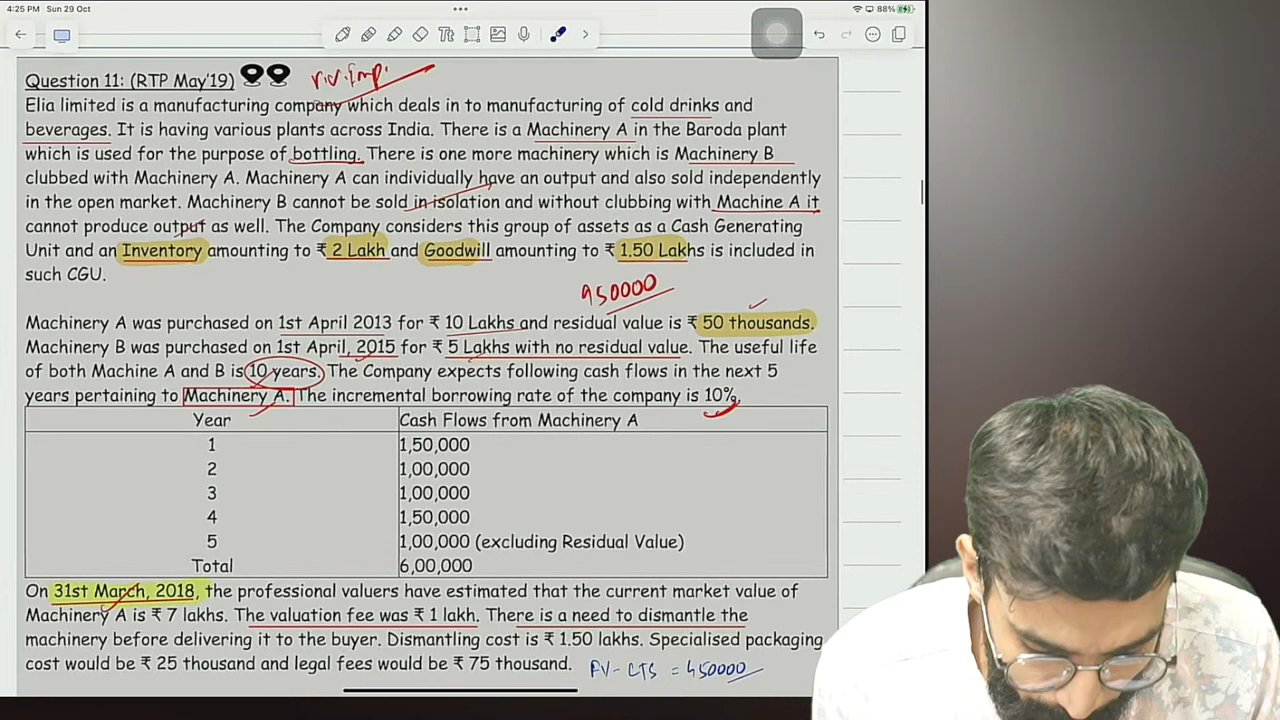 4:25 PM Sun 29 Oct
88%
Question 11: (RTP May'19)
v.v. Imp.
Elia limited is a manufacturing company which deals in to manufacturing of cold drinks and
beverages. It is having various plants across India. There is a Machinery A in the Baroda plant
which is used for the purpose of bottling. There is one more machinery which is Machinery B
clubbed with Machinery A. Machinery A can individually have an output and also sold independently
in the open market. Machinery B cannot be sold in isolation and without clubbing with Machine A it
cannot produce output as well. The Company considers this group of assets as a Cash Generating
Unit and an Inventory amounting to ₹ 2 Lakh and Goodwill amounting to ₹ 1.50 Lakhs is included in
such CGU.
950000
Machinery A was purchased on 1st April 2013 for ₹ 10 Lakhs and residual value is ₹ 50 thousands.
Machinery B was purchased on 1st April, 2015 for ₹ 5 Lakhs with no residual value. The useful life
of both Machine A and B is 10 years. The Company expects following cash flows in the next 5
years pertaining to Machinery A. The incremental borrowing rate of the company is 10%.
Year Cash Flows from Machinery A
1 1,50,000
2 1,00,000
3 1,00,000
4 1,50,000
5 1,00,000 (excluding Residual Value)
Total 6,00,000
On 31st March, 2018, the professional valuers have estimated that the current market value of
Machinery A is ₹ 7 lakhs. The valuation fee was ₹ 1 lakh. There is a need to dismantle the
machinery before delivering it to the buyer. Dismantling cost is ₹ 1.50 lakhs. Specialised packaging
cost would be ₹ 25 thousand and legal fees would be ₹ 75 thousand.
FV- CTS = 450000